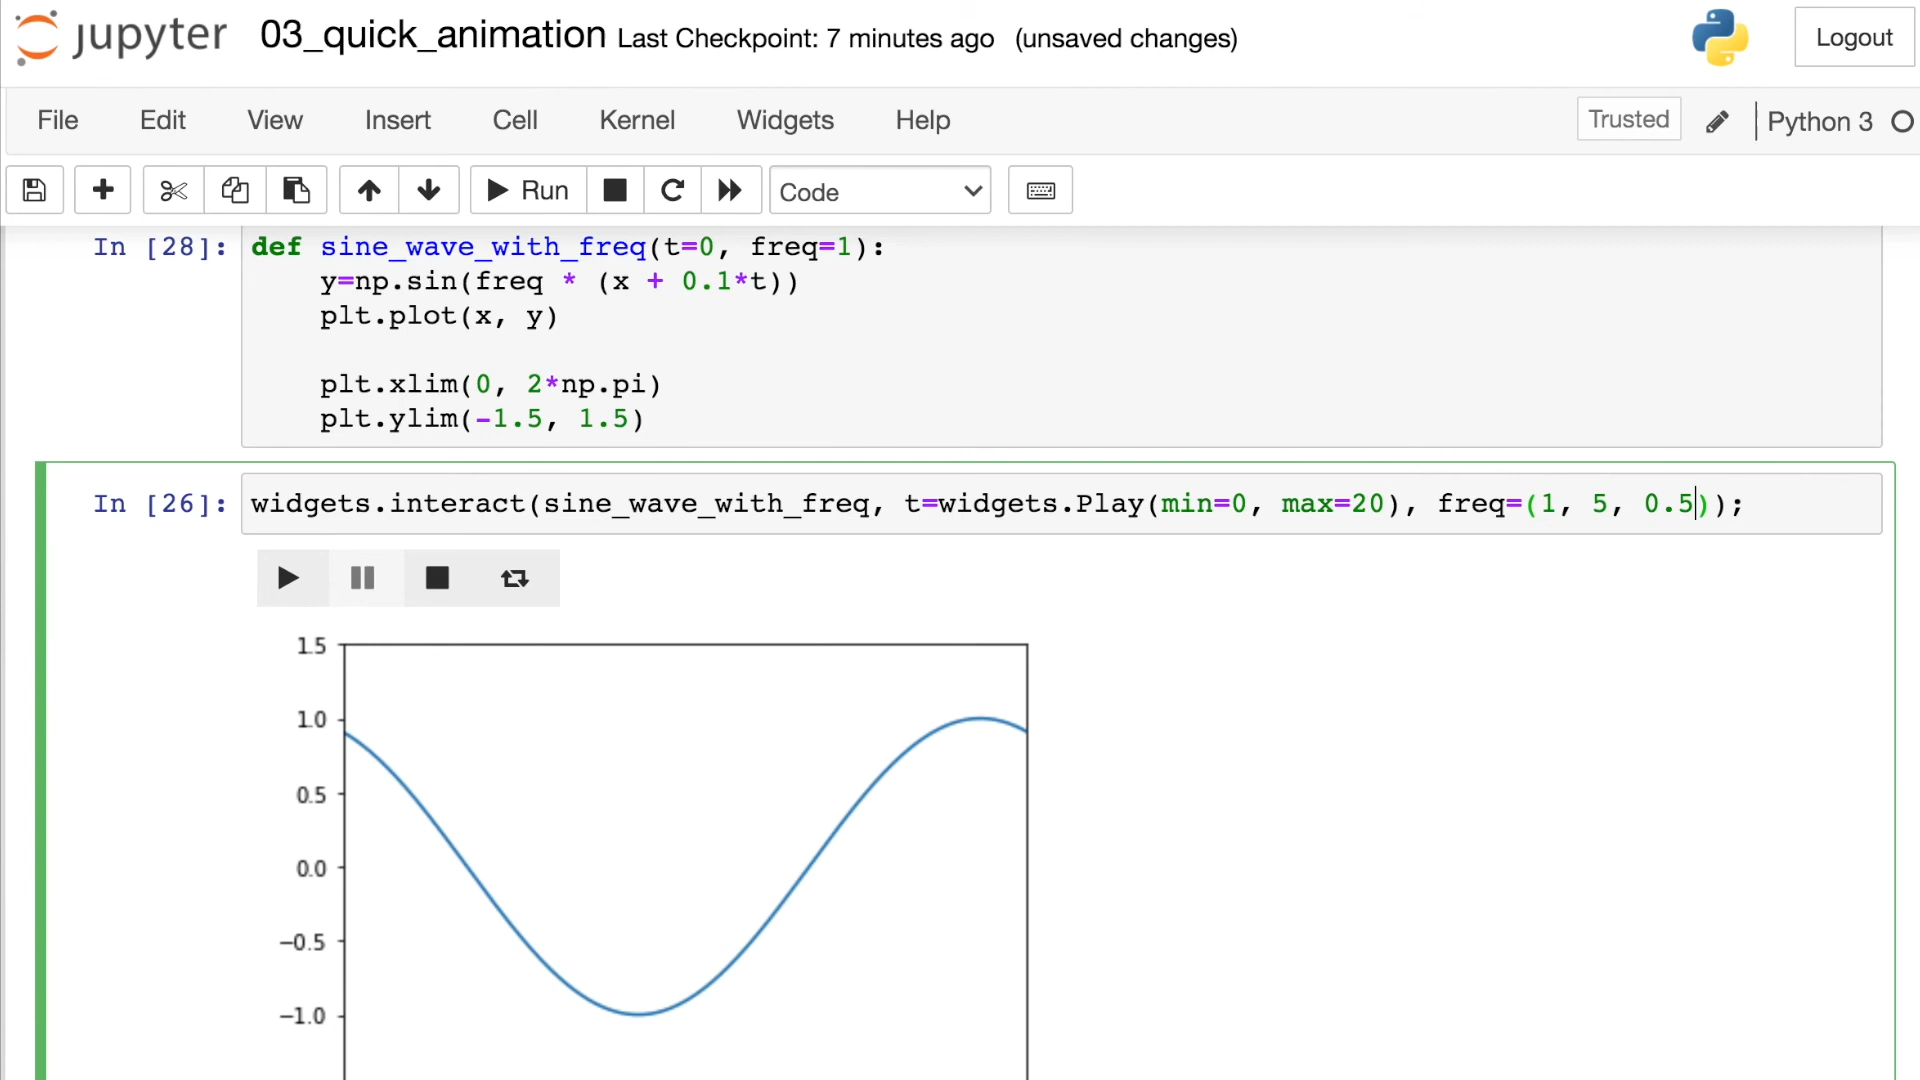 jupyter 03_quick_animation Last Checkpoint: 7 minutes ago (unsaved changes) Logout
File Edit View Insert Cell Kernel Widgets Help Trusted Python 3
Run Code
In [28]: def sine_wave_with_freq(t=0, freq=1):
y=np.sin(freq * (x + 0.1*t))
plt.plot(x, y)
plt.xlim(0, 2*np.pi)
plt.ylim(-1.5, 1.5)
In [26]: widgets.interact(sine_wave_with_freq, t=widgets.Play(min=0, max=20), freq=(1, 5, 0.5));
1.5
1.0
0.5
0.0
−0.5
−1.0